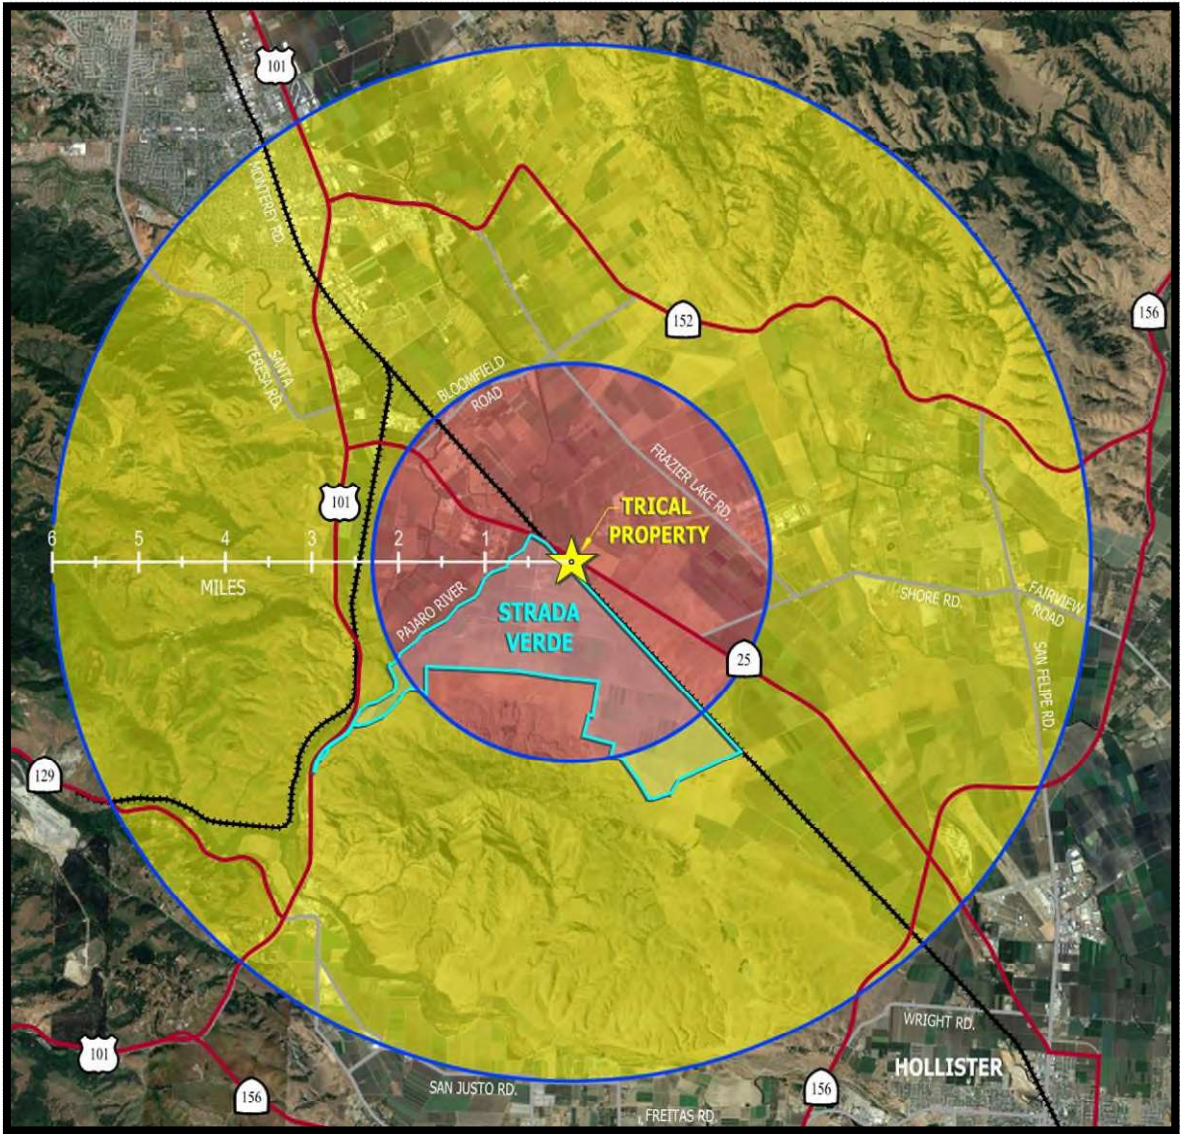 101
MONTEREY RD.
152
156
SANTA
TERESA RD.
BLOOMFIELD
ROAD
FRAZIER LAKE RD.
101
TRICAL
PROPERTY
6 5 4 3 2 1
MILES
PAJARO RIVER
STRADA
VERDE
SHORE RD.
FAIRVIEW
ROAD
25
SAN FELIPE RD.
129
WRIGHT RD.
101
HOLLISTER
156
SAN JUSTO RD.
156
FREITAS RD.